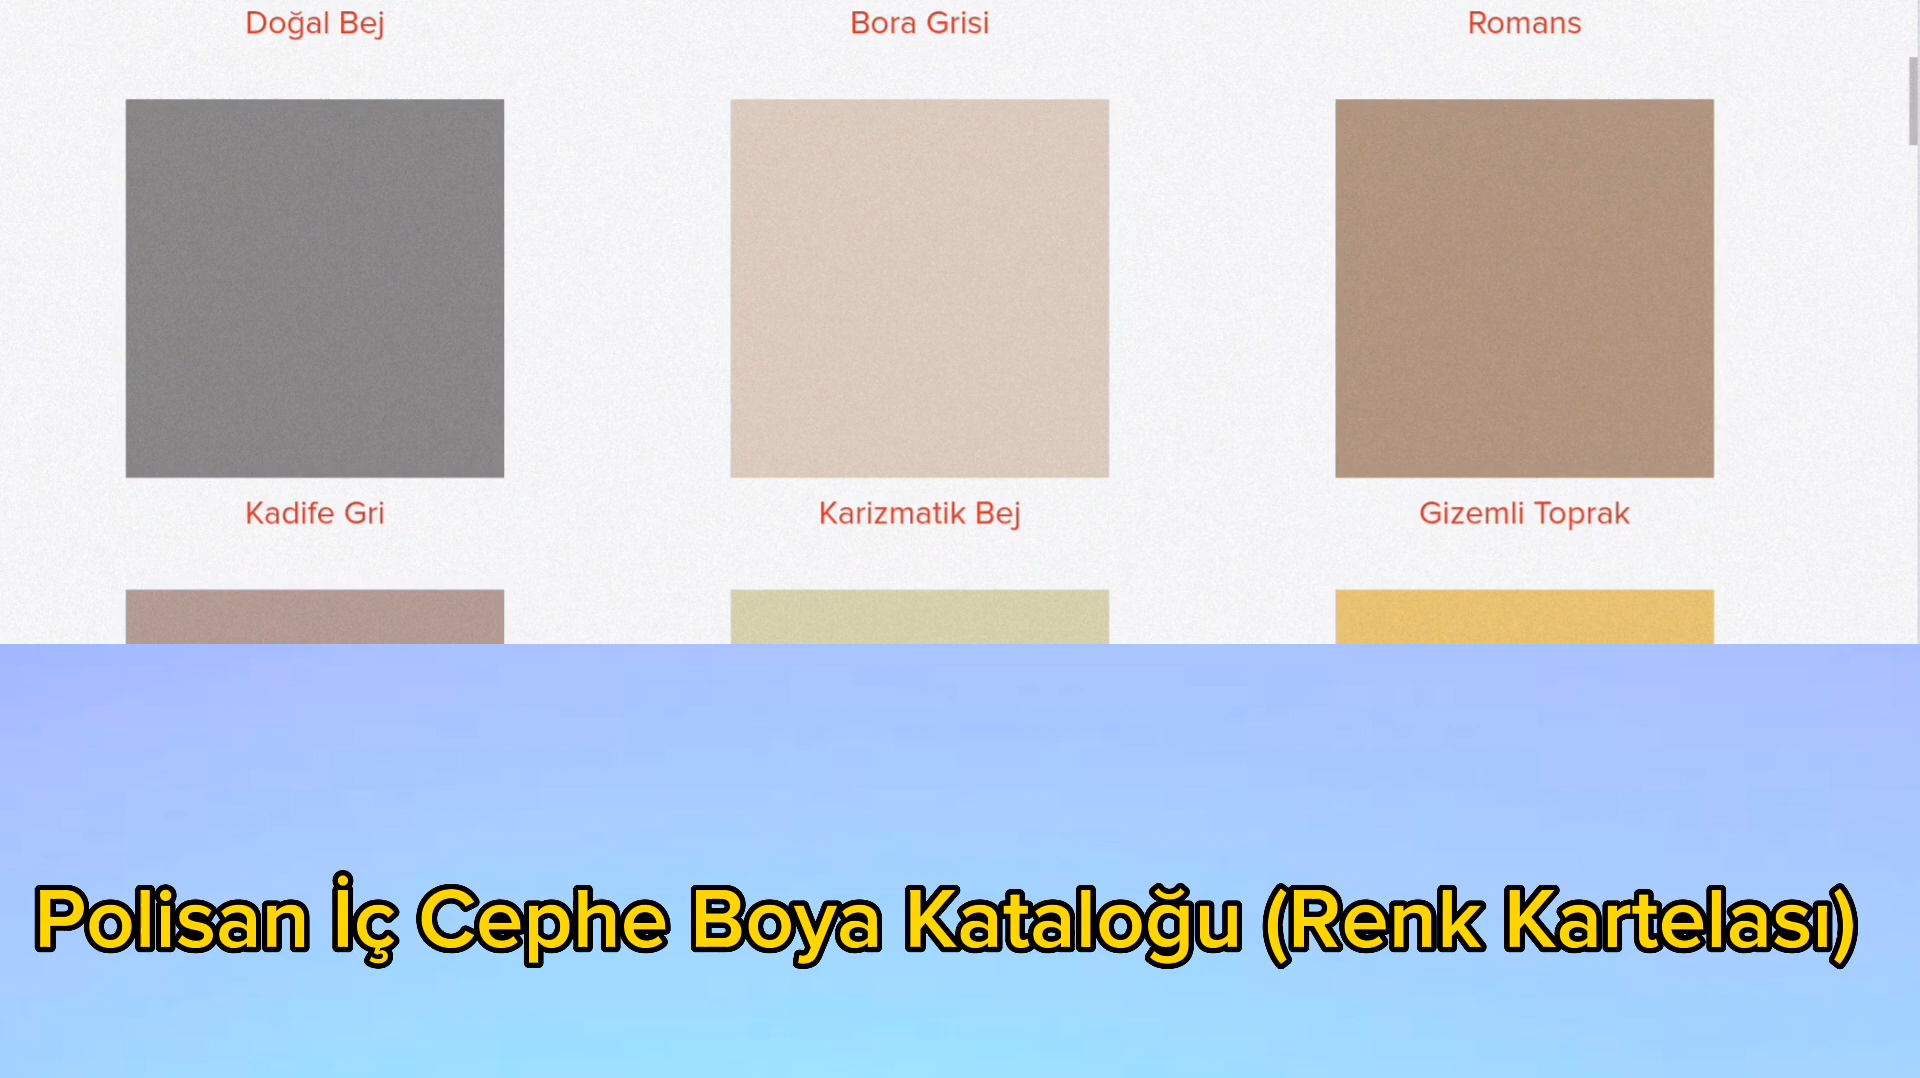 Doğal Bej
Bora Grisi
Romans
Kadife Gri
Karizmatik Bej
Gizemli Toprak
Polisan İç Cephe Boya Kataloğu (Renk Kartelası)